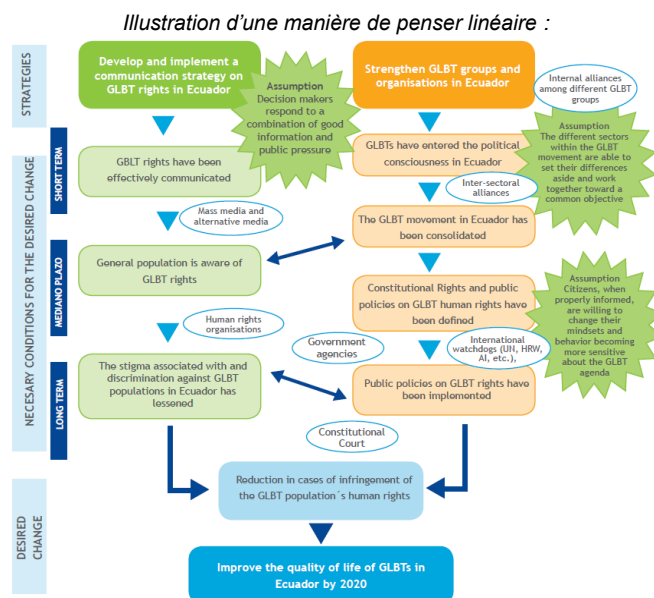 Illustration d'une manière de penser linéaire :
STRATEGIES
Develop and implement a
communication strategy on
GLBT rights in Ecuador
Assumption
Decision makers
respond to a
combination of good
information and
public pressure
Strengthen GLBT groups and
organisations in Ecuador
Internal alliances
among different GLBT
groups
Assumption
The different sectors
within the GLBT
movement are able to
set their differences
aside and work
together toward a
common objective
NECESARY CONDITIONS FOR THE DESIRED CHANGE
SHORT TERM
GBLT rights have been
effectively communicated
GLBTs have entered the political
consciousness in Ecuador
Mass media and
alternative media
Inter-sectoral
alliances
The GLBT movement in Ecuador has
been consolidated
MEDIANO PLAZO
General population is aware of
GLBT rights
Constitutional Rights and public
policies on GLBT human rights have
been defined
Assumption
Citizens, when
properly informed,
are willing to
change their
mindsets and
behavior becoming
more sensitive
about the GLBT
agenda
Human rights
organisations
Government
agencies
International
watchdogs (UN, HRW,
AI, etc.),
LONG TERM
The stigma associated with and
discrimination against GLBT
populations in Ecuador has
lessened
Public policies on GLBT rights have
been implemented
Constitutional
Court
DESIRED
CHANGE
Reduction in cases of infringement of
the GLBT population´s human rights
Improve the quality of life of GLBTs in
Ecuador by 2020